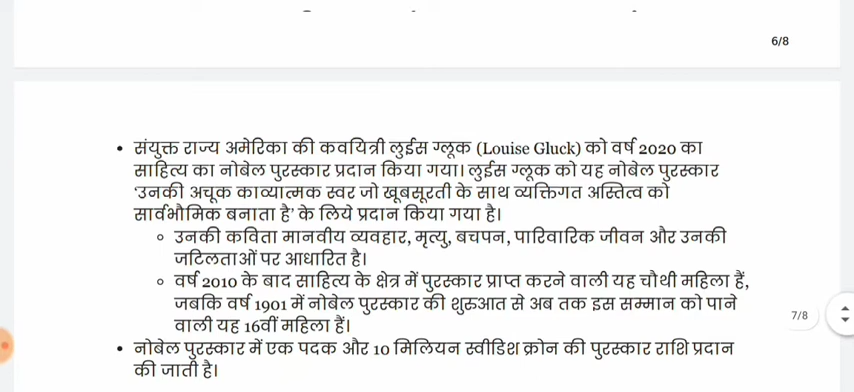 6/8
• संयुक्त राज्य अमेरिका की कवयित्री लुईस ग्लूक (Louise Gluck) को वर्ष 2020 का
साहित्य का नोबेल पुरस्कार प्रदान किया गया। लुईस ग्लूक को यह नोबेल पुरस्कार
‘उनकी अचूक काव्यात्मक स्वर जो खूबसूरती के साथ व्यक्तिगत अस्तित्व को
सार्वभौमिक बनाता है’ के लिये प्रदान किया गया है।
○ उनकी कविता मानवीय व्यवहार, मृत्यु, बचपन, पारिवारिक जीवन और उनकी
जटिलताओं पर आधारित है।
○ वर्ष 2010 के बाद साहित्य के क्षेत्र में पुरस्कार प्राप्त करने वाली यह चौथी महिला हैं,
जबकि वर्ष 1901 में नोबेल पुरस्कार की शुरुआत से अब तक इस सम्मान को पाने
वाली यह 16वीं महिला हैं।
7/8
• नोबेल पुरस्कार में एक पदक और 10 मिलियन स्वीडिश क्रोन की पुरस्कार राशि प्रदान
की जाती है।